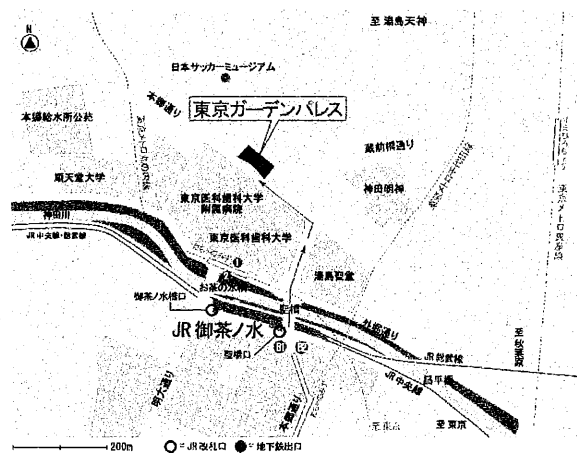 N
至 湯島天神
日本サッカーミュージアム
本郷通り
東京ガーデンパレス
本郷給水所公苑
蔵前橋通り
順天堂大学
神田明神
東京医科歯科大学
附属病院
東京医科歯科大学
神田川
JR中央線・総武線
湯島聖堂
お茶の水橋
御茶ノ水橋口
聖橋
外堀通り
JR御茶ノ水
聖橋口
B1 B2
JR総武線
JR中央線
昌平橋
至 秋葉原
明大通り
本郷通り
至 東京
200m
=JR改札口
=地下鉄出口